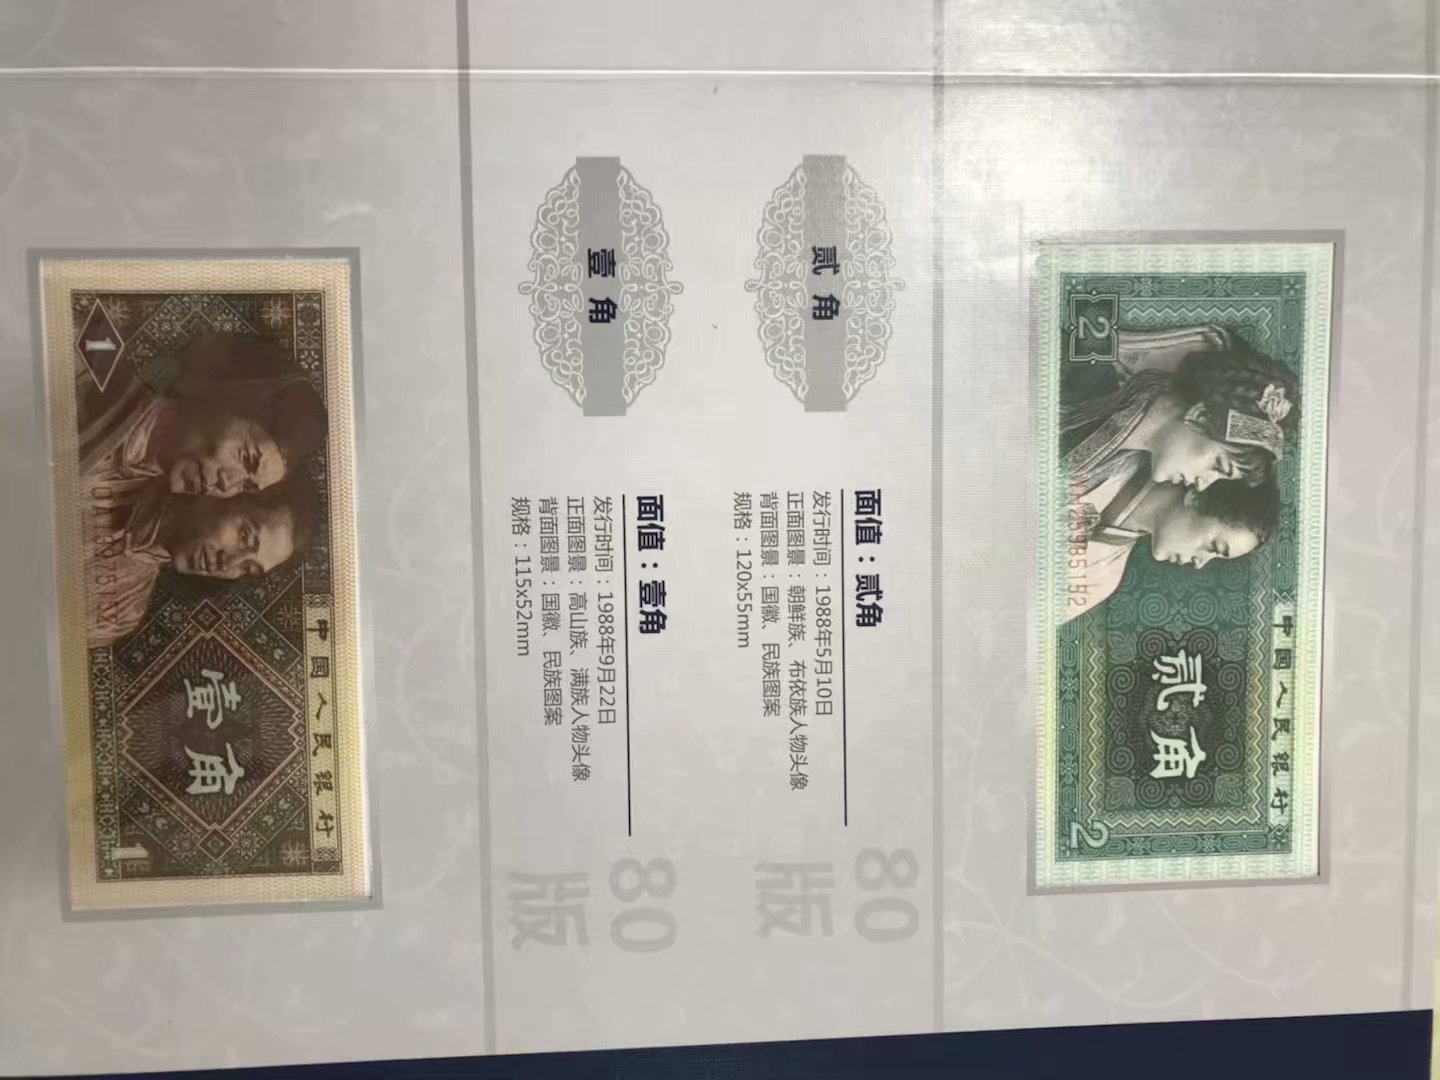 2
中国人民银行
贰角
2
贰角
面值：贰角
发行时间：1988年5月10日
正面图景：朝鲜族、布依族人物头像
背面图景：国徽、民族图案
规格：120x55mm
80
版
壹角
面值：壹角
发行时间：1988年9月22日
正面图景：高山族、满族人物头像
背面图景：国徽、民族图案
规格：115x52mm
80
版
中国人民银行
壹角
1
1